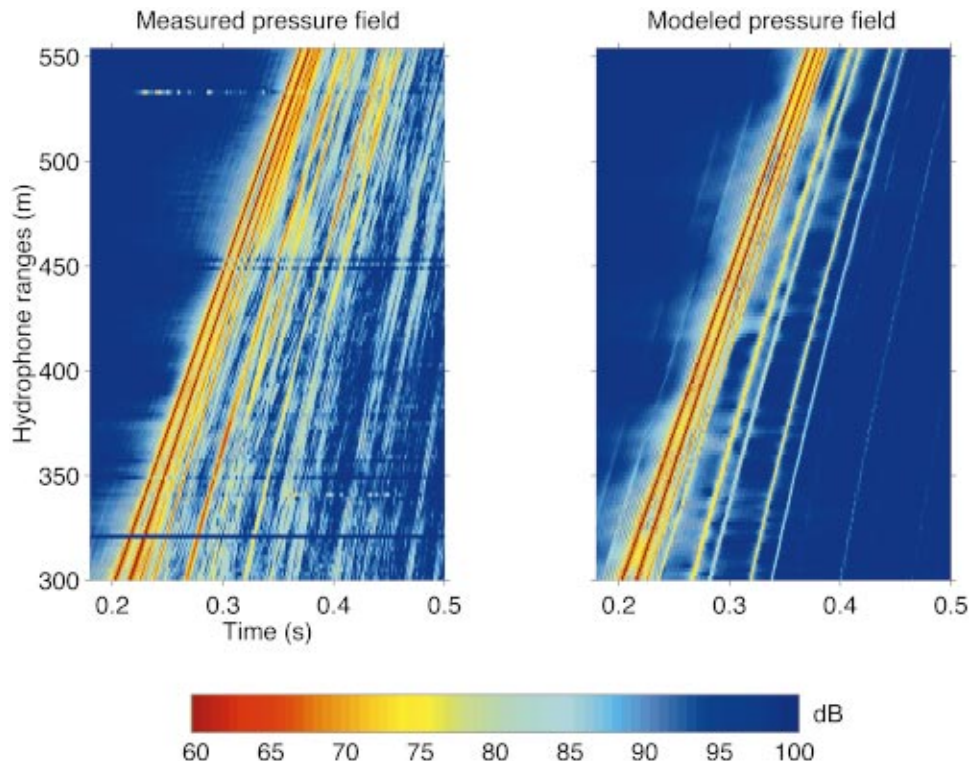 Measured pressure field
Modeled pressure field
Hydrophone ranges (m)
550
500
450
400
350
300
0.2 0.3 0.4 0.5
Time (s)
0.2 0.3 0.4 0.5
60 65 70 75 80 85 90 95 100
dB